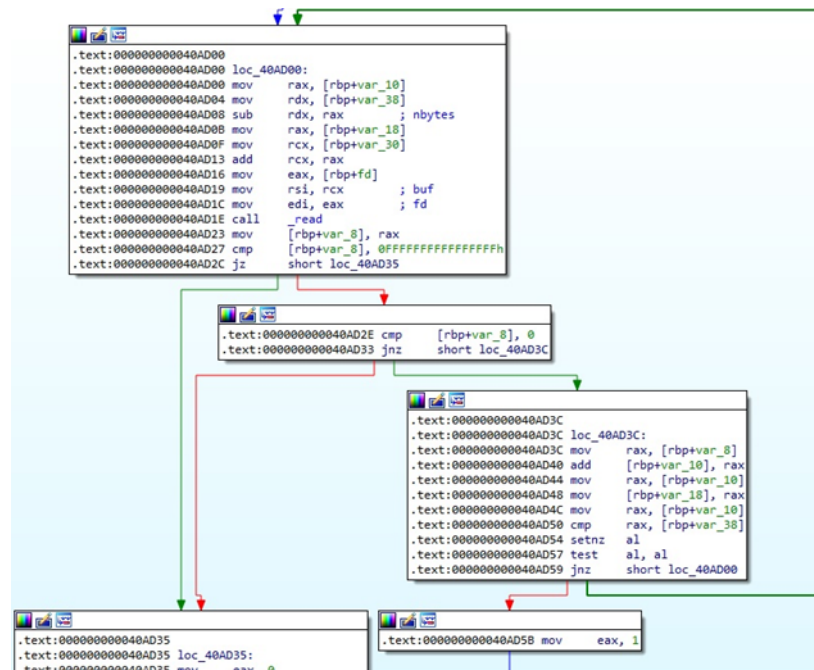 .text:000000000040AD00
.text:000000000040AD00 loc_40AD00:
.text:000000000040AD00 mov rax, [rbp+var_10]
.text:000000000040AD04 mov rdx, [rbp+var_38]
.text:000000000040AD08 sub rdx, rax ; nbytes
.text:000000000040AD0B mov rax, [rbp+var_18]
.text:000000000040AD0F mov rcx, [rbp+var_30]
.text:000000000040AD13 add rcx, rax
.text:000000000040AD16 mov eax, [rbp+fd]
.text:000000000040AD19 mov rsi, rcx ; buf
.text:000000000040AD1C mov edi, eax ; fd
.text:000000000040AD1E call _read
.text:000000000040AD23 mov [rbp+var_8], rax
.text:000000000040AD27 cmp [rbp+var_8], 0FFFFFFFFFFFFFFFFh
.text:000000000040AD2C jz short loc_40AD35
.text:000000000040AD2E cmp [rbp+var_8], 0
.text:000000000040AD33 jnz short loc_40AD3C
.text:000000000040AD3C
.text:000000000040AD3C loc_40AD3C:
.text:000000000040AD3C mov rax, [rbp+var_8]
.text:000000000040AD40 add [rbp+var_10], rax
.text:000000000040AD44 mov rax, [rbp+var_10]
.text:000000000040AD48 mov [rbp+var_18], rax
.text:000000000040AD4C mov rax, [rbp+var_10]
.text:000000000040AD50 cmp rax, [rbp+var_38]
.text:000000000040AD54 setnz al
.text:000000000040AD57 test al, al
.text:000000000040AD59 jnz short loc_40AD00
.text:000000000040AD35
.text:000000000040AD35 loc_40AD35:
.text:000000000040AD35 mov eax, 0
.text:000000000040AD5B mov eax, 1